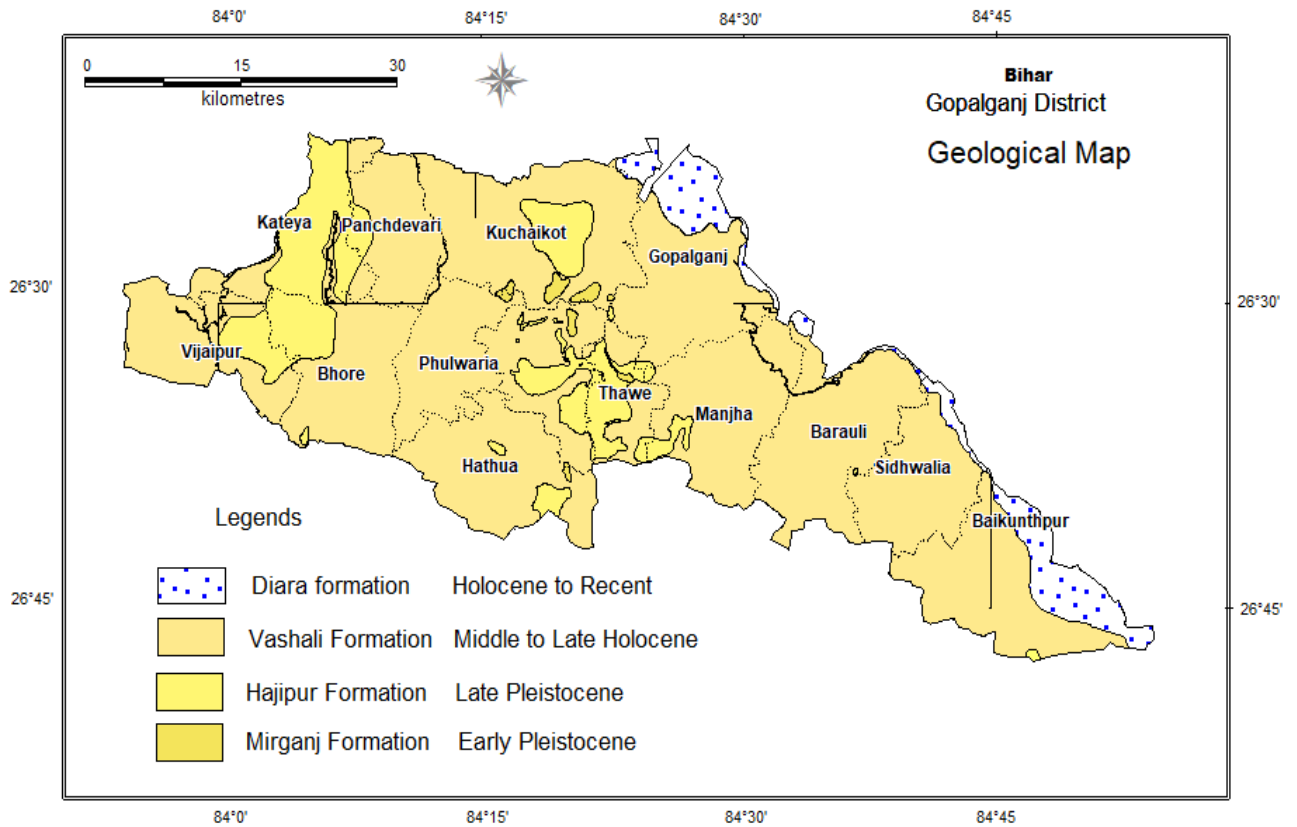 84°0'
84°15'
84°30'
84°45'
0 15 30
kilometres
Bihar
Gopalganj District
Geological Map
Kateya
Panchdevari
Kuchaikot
Gopalganj
26°30'
26°30'
Vijaipur
Bhore
Phulwaria
Thawe
Manjha
Barauli
Hathua
Sidhwalia
Baikunthpur
Legends
Diara formation Holocene to Recent
26°45'
26°45'
Vashali Formation Middle to Late Holocene
Hajipur Formation Late Pleistocene
Mirganj Formation Early Pleistocene
84°0'
84°15'
84°30'
84°45'